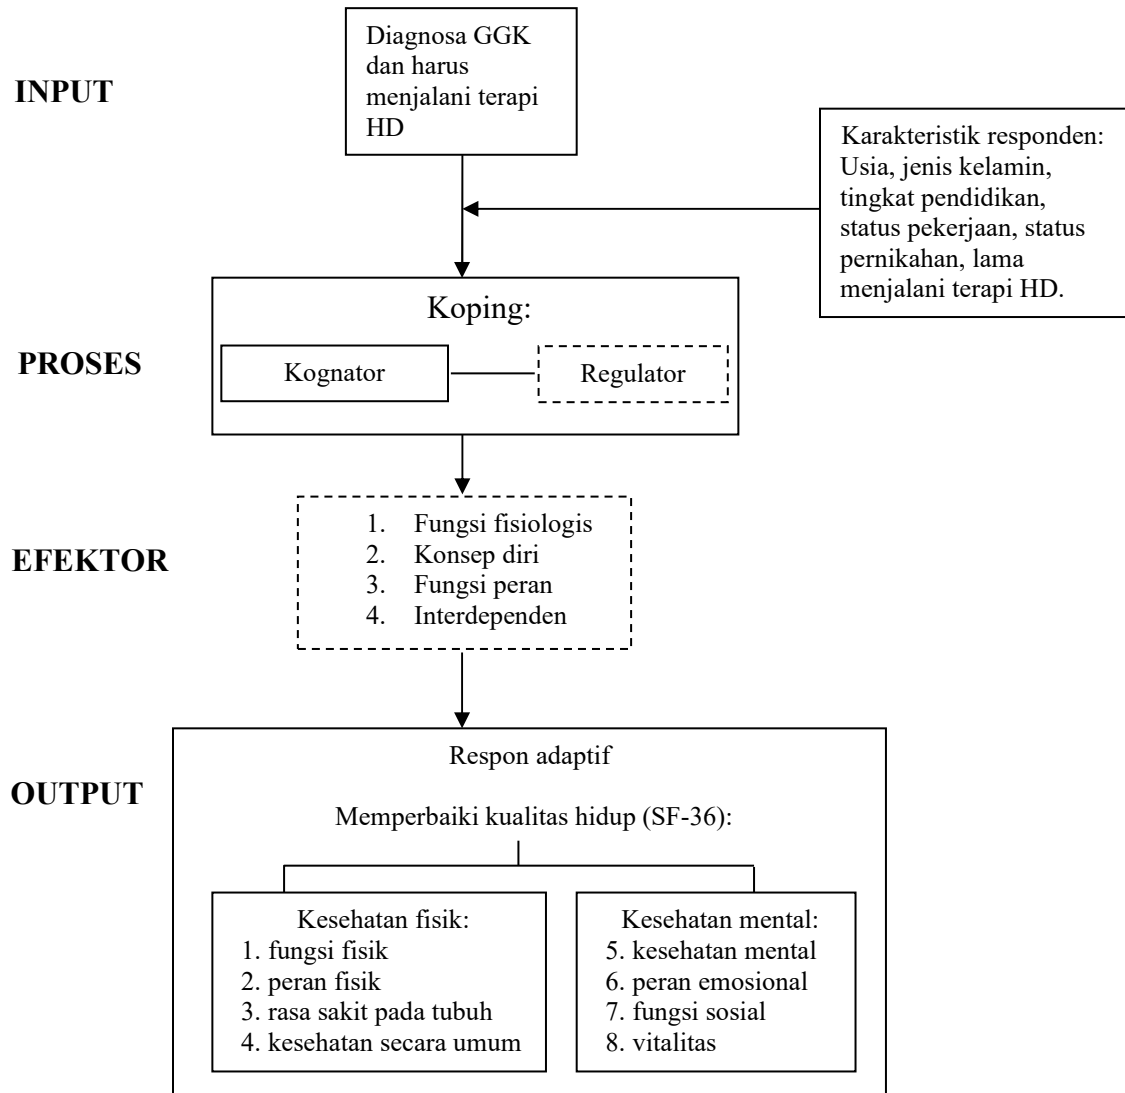 INPUT
Diagnosa GGK
dan harus
menjalani terapi
HD
Karakteristik responden:
Usia, jenis kelamin,
tingkat pendidikan,
status pekerjaan, status
pernikahan, lama
menjalani terapi HD.
PROSES
Koping:
Kognator
Regulator
EFEKTOR
1. Fungsi fisiologis
2. Konsep diri
3. Fungsi peran
4. Interdependen
OUTPUT
Respon adaptif
Memperbaiki kualitas hidup (SF-36):
Kesehatan fisik:
1. fungsi fisik
2. peran fisik
3. rasa sakit pada tubuh
4. kesehatan secara umum
Kesehatan mental:
5. kesehatan mental
6. peran emosional
7. fungsi sosial
8. vitalitas